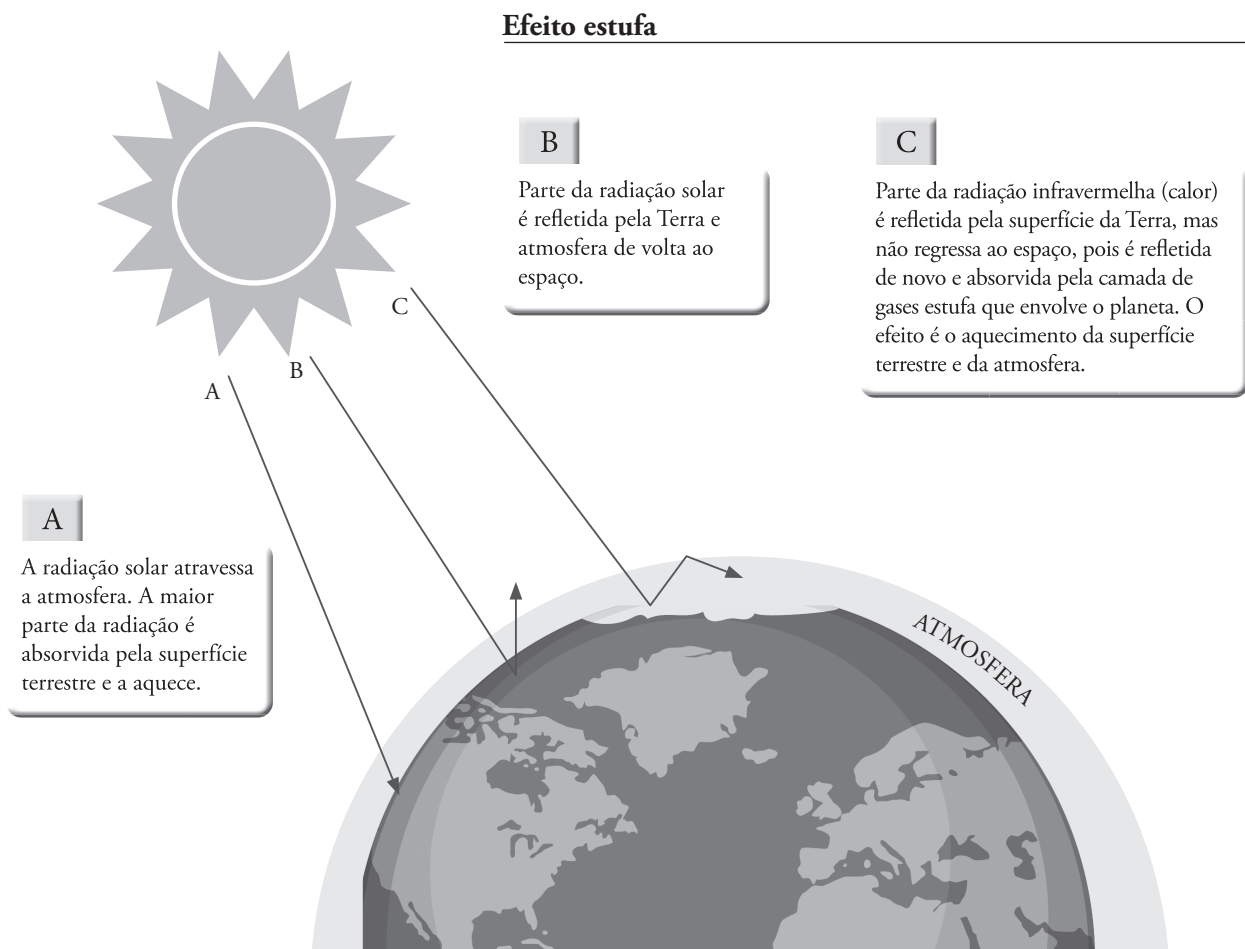 Efeito estufa
B
Parte da radiação solar
é refletida pela Terra e
atmosfera de volta ao
espaço.
C
Parte da radiação infravermelha (calor)
é refletida pela superfície da Terra, mas
não regressa ao espaço, pois é refletida
de novo e absorvida pela camada de
gases estufa que envolve o planeta. O
efeito é o aquecimento da superfície
terrestre e da atmosfera.
C
B
A
A
A radiação solar atravessa
a atmosfera. A maior
parte da radiação é
absorvida pela superfície
terrestre e a aquece.
ATMOSFERA